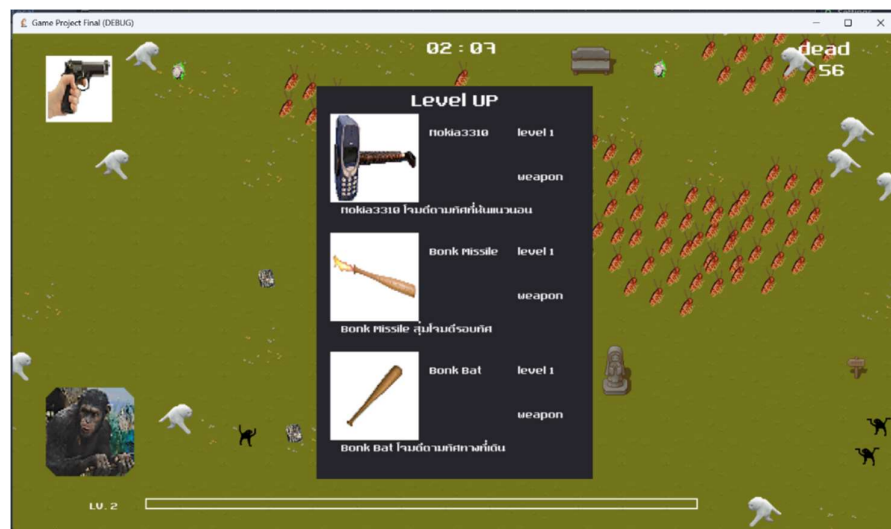 Game Project Final (DEBUG)
02 : 07
dead
56
Level UP
Nokia3310 level 1
weapon
Nokia3310 โจมตีตามทิศที่หันแนวนอน
Bonk Missile level 1
weapon
Bonk Missile สุ่มโจมตีรอบทิศ
Bonk Bat level 1
weapon
Bonk Bat โจมตีตามทิศทางที่เดิน
LV. 2